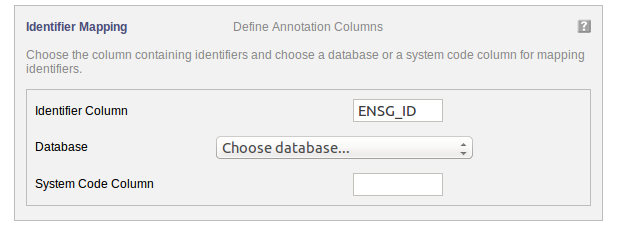 Identifier Mapping Define Annotation Columns ?
Choose the column containing identifiers and choose a database or a system code column for mapping
identifiers.
Identifier Column ENSG_ID
Database Choose database...
System Code Column